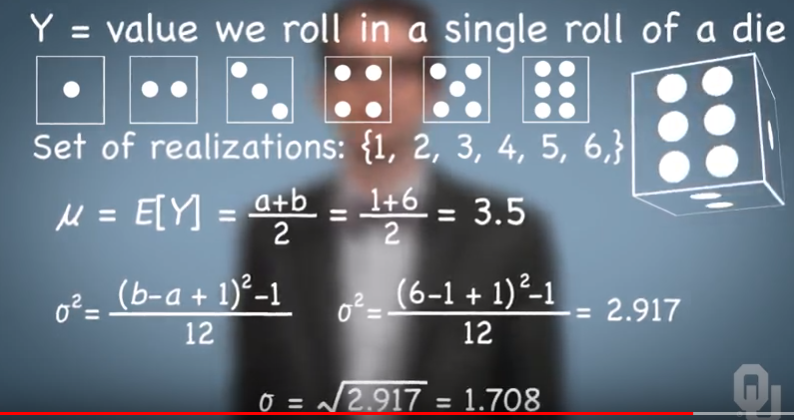 Y = value we roll in a single roll of a die
Set of realizations: {1, 2, 3, 4, 5, 6,}
μ = E[Y] = a+b/2 = 1+6/2 = 3.5
σ²= (b-a + 1)²-1/12 σ²= (6-1 + 1)²-1/12 = 2.917
σ = √2.917 = 1.708
OU